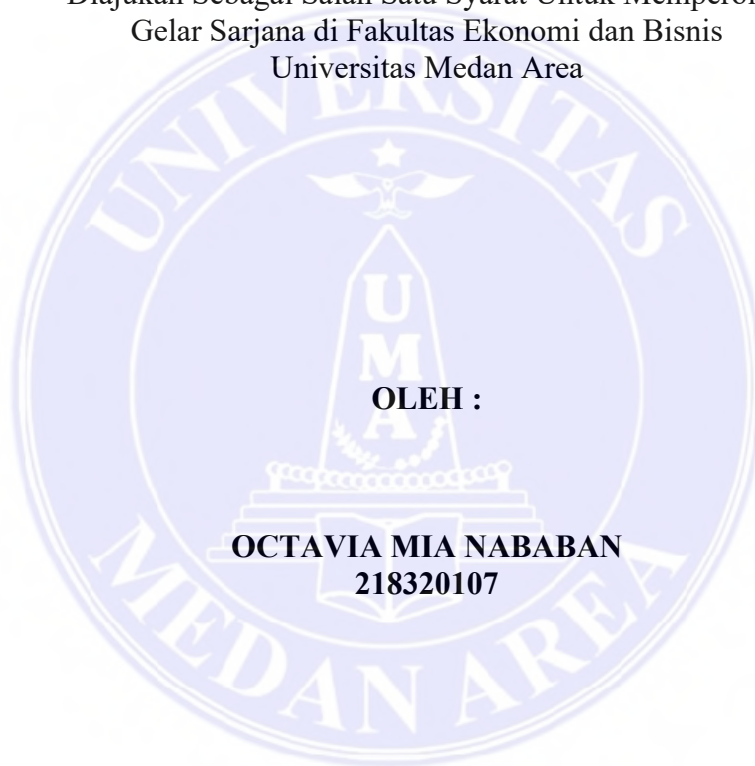 Diajukan Sebagai Salah Satu Syarat Untuk
Gelar Sarjana di Fakultas Ekonomi dan Bisnis
Universitas Medan Area
UNIVERSITAS
U
M
A
OLEH :
OCTAVIA MIA NABABAN
218320107
MEDAN AREA